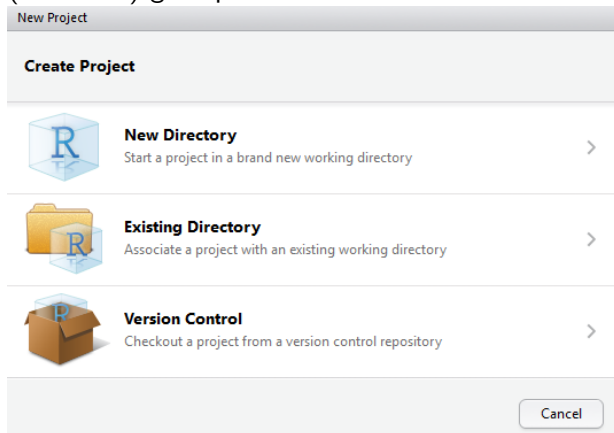 New Project
Create Project
New Directory
Start a project in a brand new working directory
Existing Directory
Associate a project with an existing working directory
Version Control
Checkout a project from a version control repository
Cancel